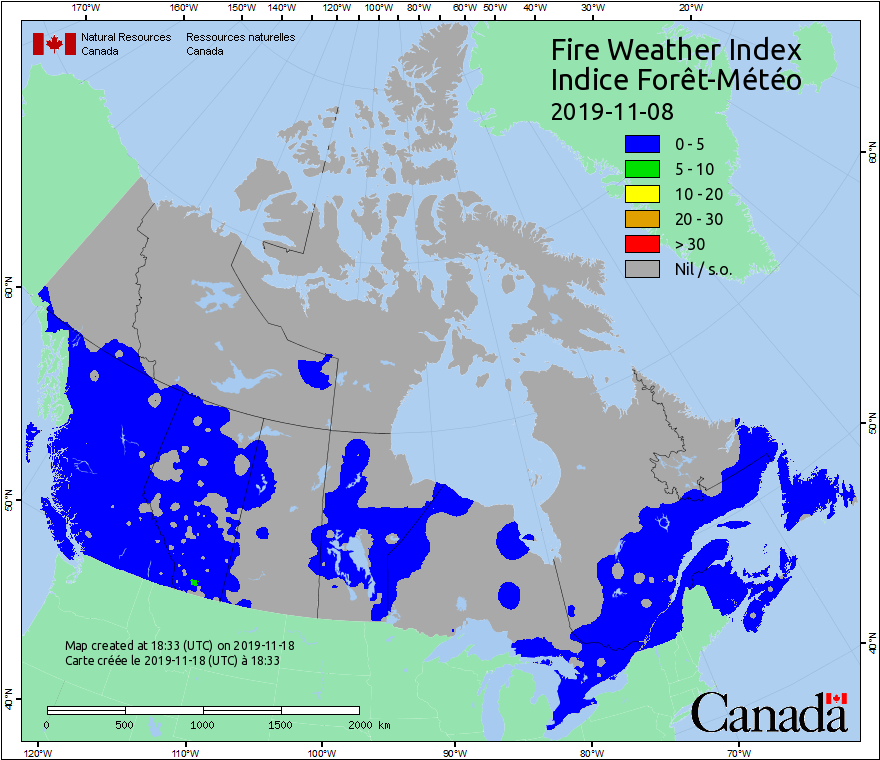 170°W 160°W 150°W 140°W 120°W 100°W 80°W 60°W 50°W 40°W 30°W 20°W
Natural Resources Ressources naturelles
Canada Canada
Fire Weather Index
Indice Forêt-Météo
2019-11-08
0 - 5
5 - 10
10 - 20
20 - 30
> 30
Nil / s.o.
60°N
60°N
50°N
50°N
40°N
40°N
Map created at 18:33 (UTC) on 2019-11-18
Carte créée le 2019-11-18 (UTC) à 18:33
0 500 1000 1500 2000 km
Canada
120°W 110°W 100°W 90°W 80°W 70°W